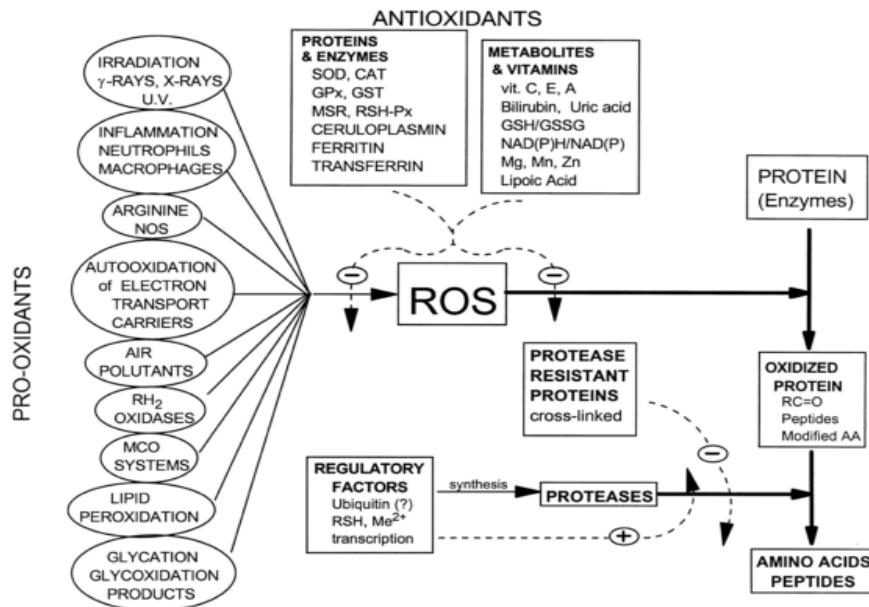 ANTIOXIDANTS
PRO-OXIDANTS
IRRADIATION
γ-RAYS, X-RAYS
U.V.
INFLAMMATION
NEUTROPHILS
MACROPHAGES
ARGININE
NOS
AUTOOXIDATION
of ELECTRON
TRANSPORT
CARRIERS
AIR
POLUTANTS
RH₂
OXIDASES
MCO
SYSTEMS
LIPID
PEROXIDATION
GLYCATION
GLYCOXIDATION
PRODUCTS
PROTEINS
& ENZYMES
SOD, CAT
GPx, GST
MSR, RSH-Px
CERULOPLASMIN
FERRITIN
TRANSFERRIN
METABOLITES
& VITAMINS
vit. C, E, A
Bilirubin, Uric acid
GSH/GSSG
NAD(P)H/NAD(P)
Mg, Mn, Zn
Lipoic Acid
−
−
ROS
PROTEIN
(Enzymes)
PROTEASE
RESISTANT
PROTEINS
cross-linked
−
OXIDIZED
PROTEIN
RC=O
Peptides
Modified AA
REGULATORY
FACTORS
Ubiquitin (?)
RSH, Me²⁺
transcription
synthesis
PROTEASES
+
AMINO ACIDS
PEPTIDES